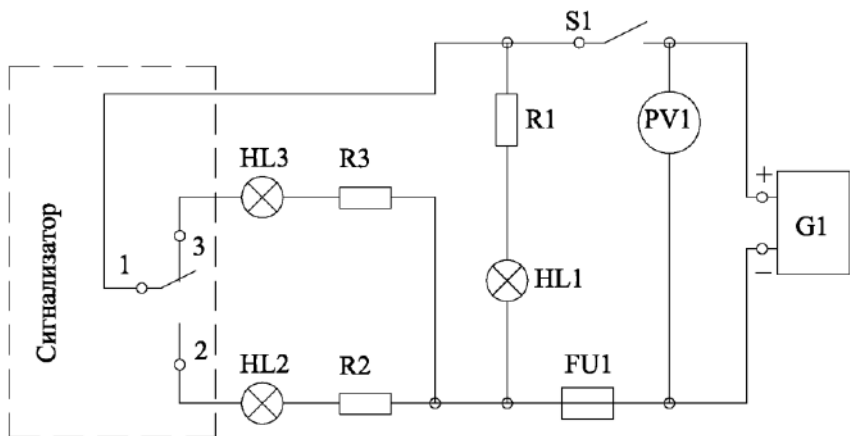 S1
R1
PV1
HL3
R3
+
G1
−
Сигнализатор
3
1
HL1
2
HL2
R2
FU1